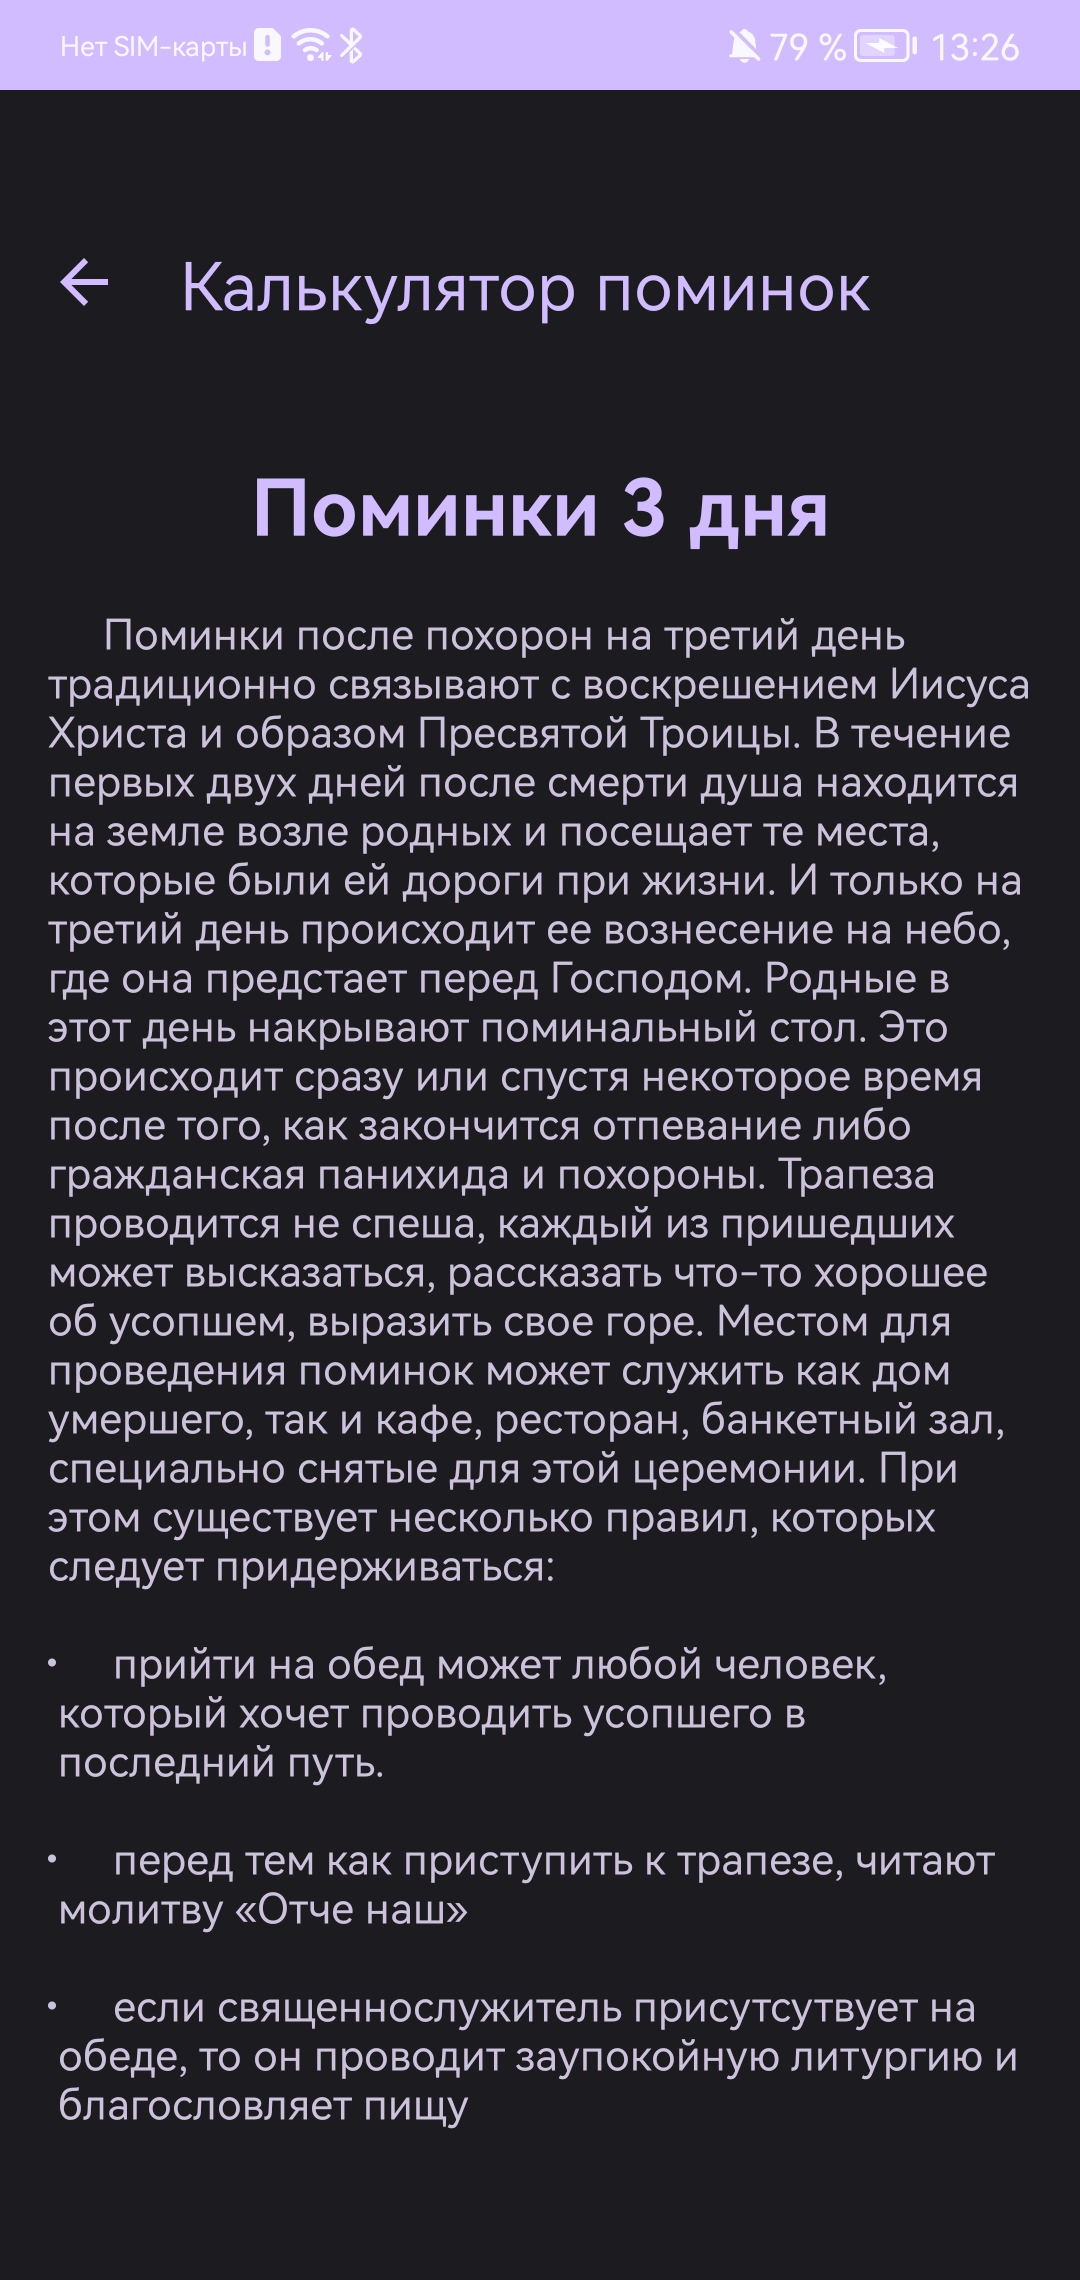 Нет SIM-карты 79 % 13:26
Калькулятор поминок
Поминки 3 дня
Поминки после похорон на третий день
традиционно связывают с воскрешением Иисуса
Христа и образом Пресвятой Троицы. В течение
первых двух дней после смерти душа находится
на земле возле родных и посещает те места,
которые были ей дороги при жизни. И только на
третий день происходит ее вознесение на небо,
где она предстает перед Господом. Родные в
этот день накрывают поминальный стол. Это
происходит сразу или спустя некоторое время
после того, как закончится отпевание либо
гражданская панихида и похороны. Трапеза
проводится не спеша, каждый из пришедших
может высказаться, рассказать что-то хорошее
об усопшем, выразить свое горе. Местом для
проведения поминок может служить как дом
умершего, так и кафе, ресторан, банкетный зал,
специально снятые для этой церемонии. При
этом существует несколько правил, которых
следует придерживаться:
• прийти на обед может любой человек,
который хочет проводить усопшего в
последний путь.
• перед тем как приступить к трапезе, читают
молитву «Отче наш»
• если священнослужитель присутсутвует на
обеде, то он проводит заупокойную литургию и
благословляет пищу